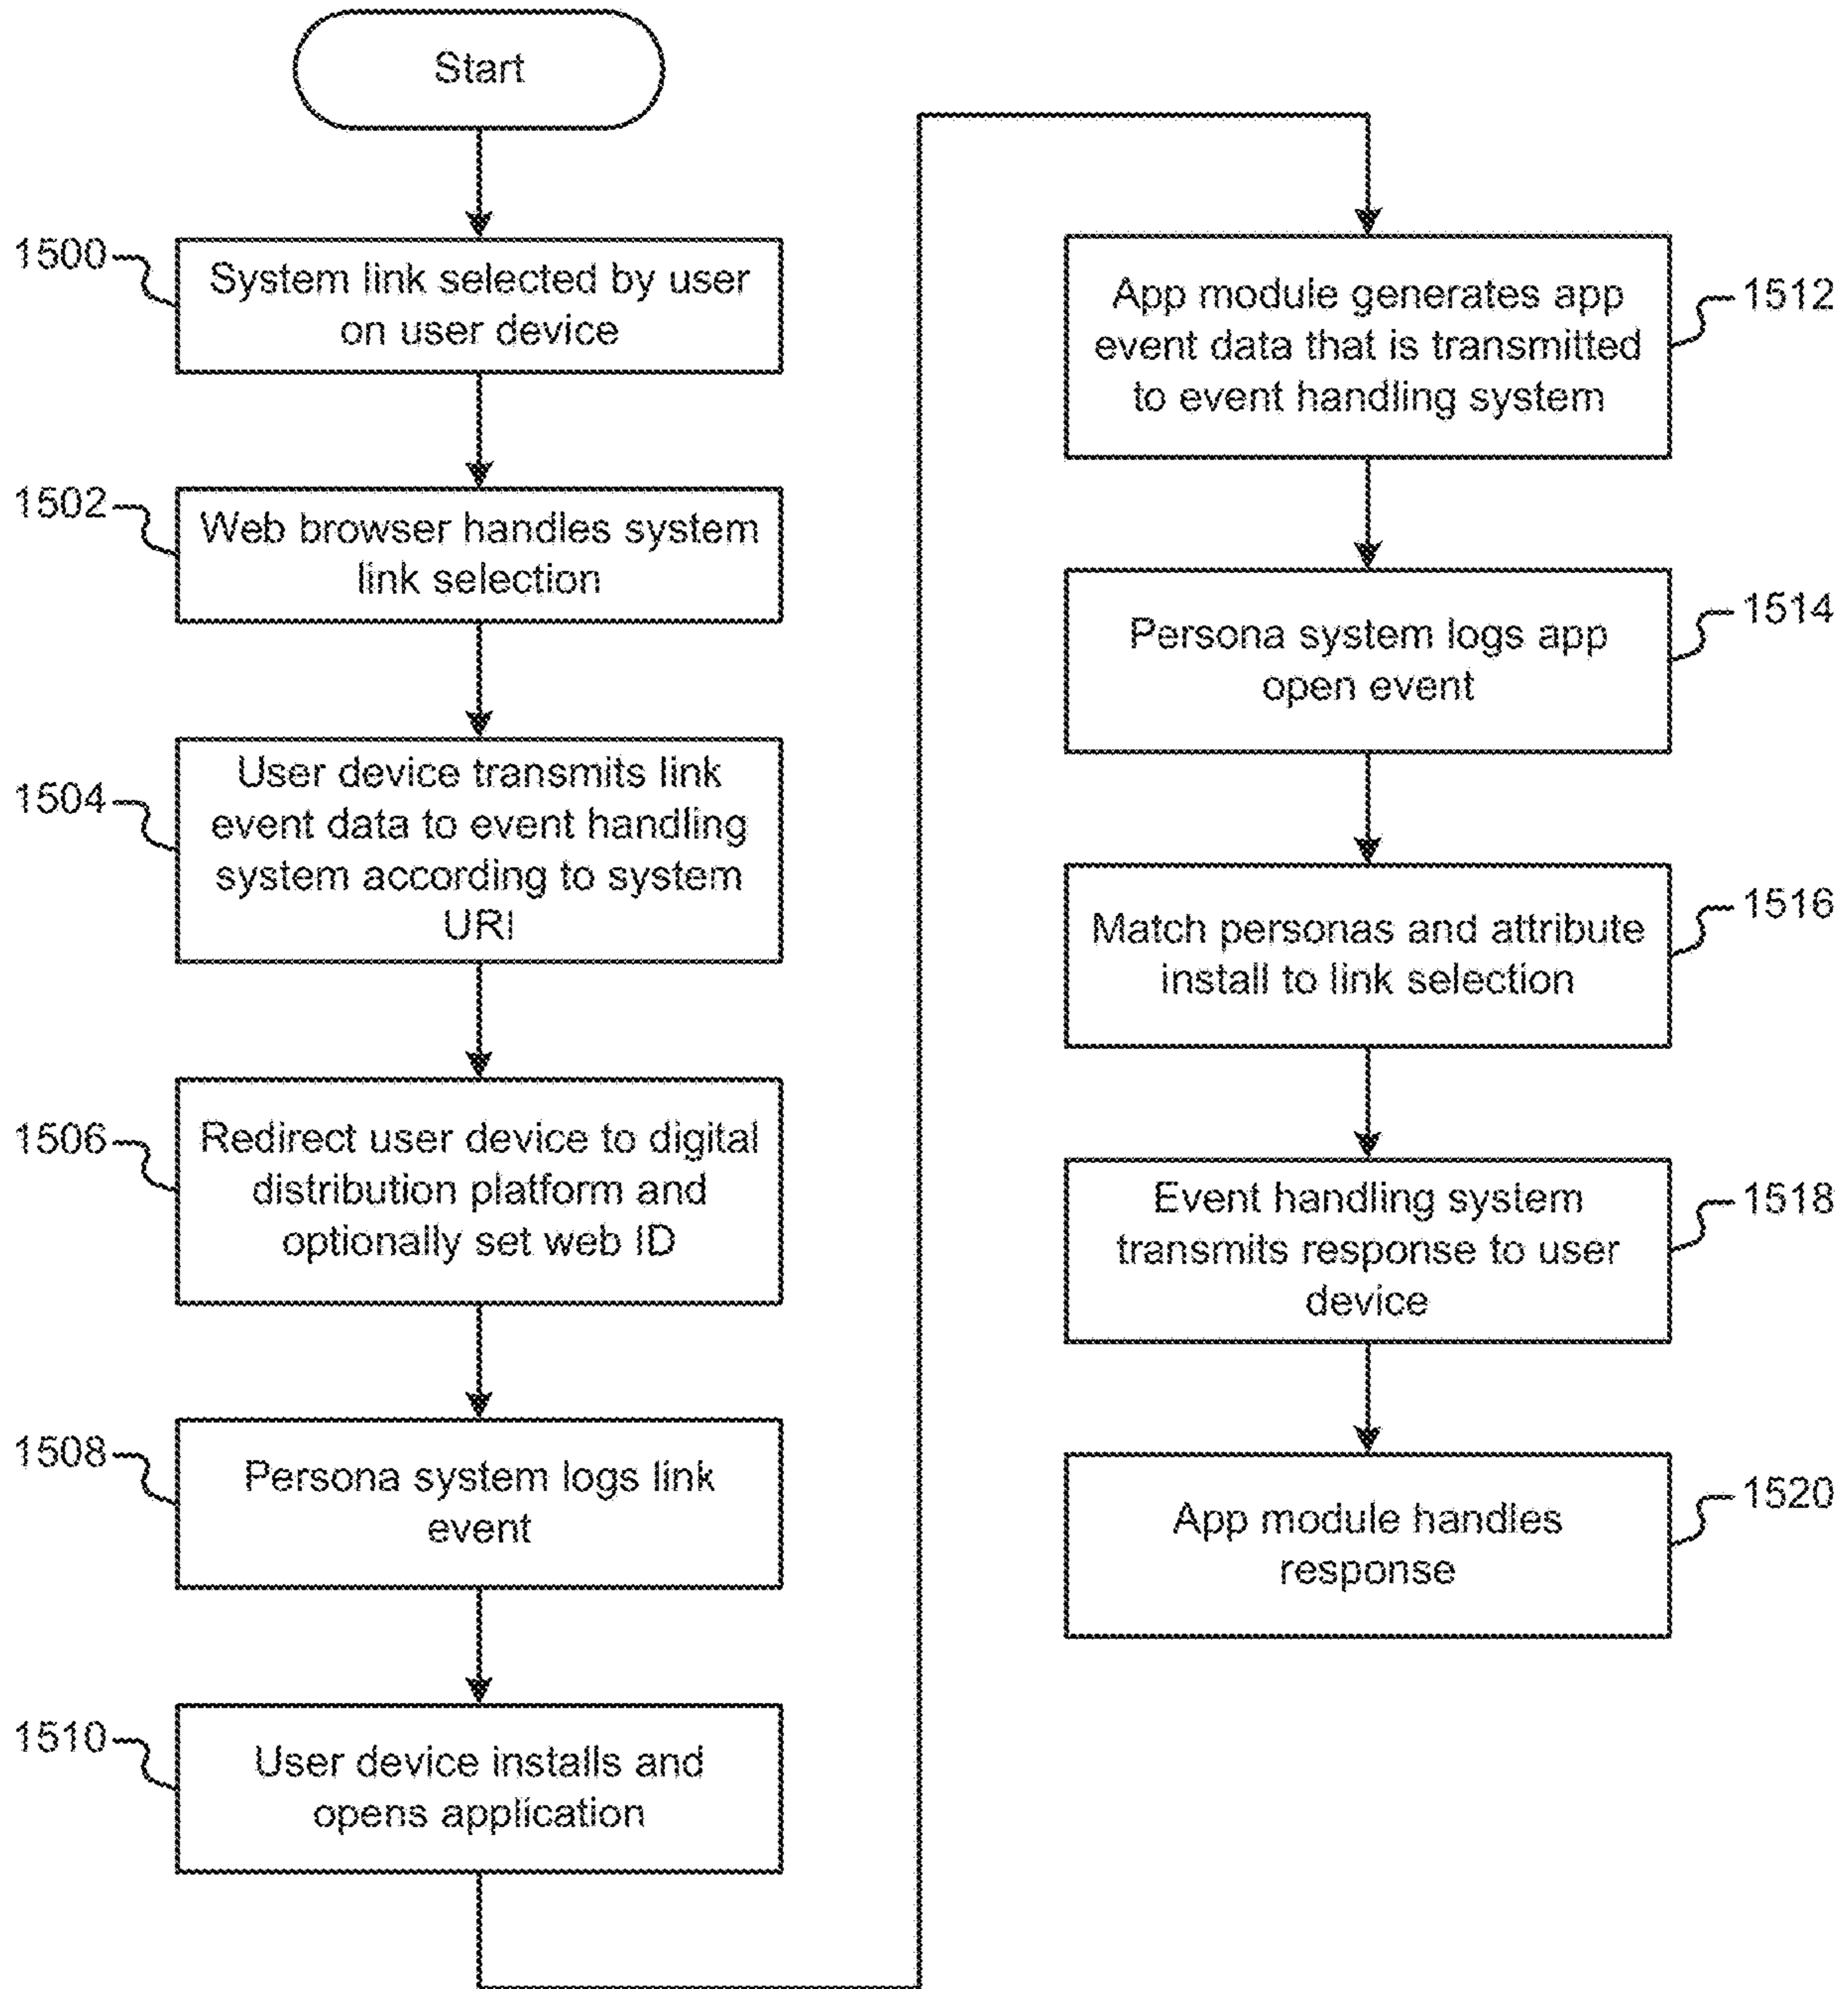 Start
1500
System link selected by user
on user device
1502
Web browser handles system
link selection
1504
User device transmits link
event data to event handling
system according to system
URI
1506
Redirect user device to digital
distribution platform and
optionally set web ID
1508
Persona system logs link
event
1510
User device installs and
opens application
1512
App module generates app
event data that is transmitted
to event handling system
1514
Persona system logs app
open event
1516
Match personas and attribute
install to link selection
1518
Event handling system
transmits response to user
device
1520
App module handles
response